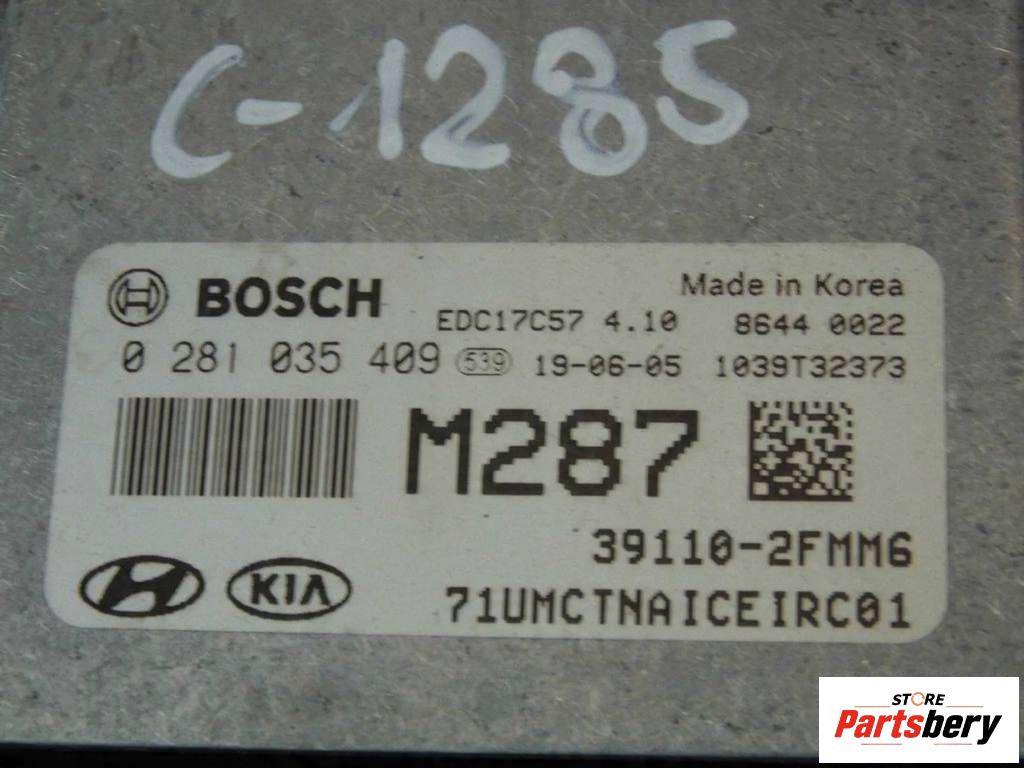 C-1285
BOSCH Made in Korea
EDC17C57 4.10 8644 0022
0 281 035 409 539 19-06-05 1039T32373
M287
39110-2FMM6
KIA 71UMCTNAICEIRC01
STORE
Partsbery